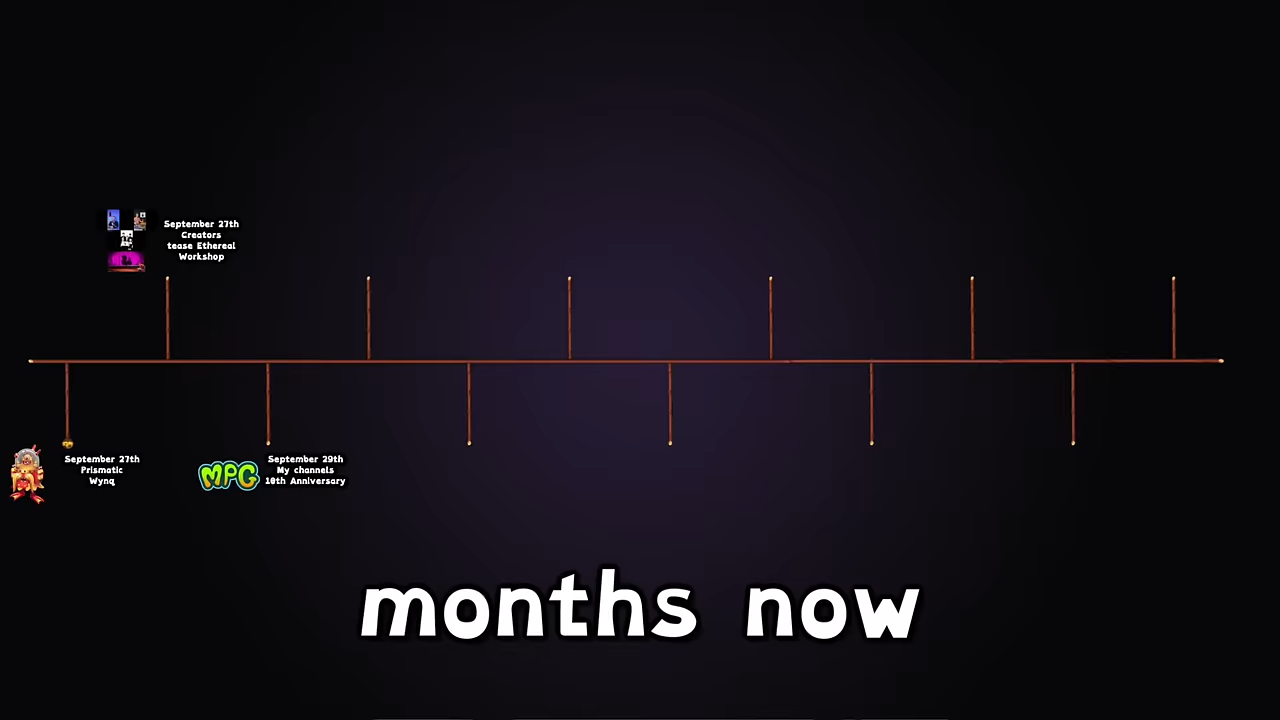 September 27th
Creators
tease Ethereal
Workshop
September 27th
Prismatic
Wynq
MPG
September 29th
My channels
10th Anniversary
months now